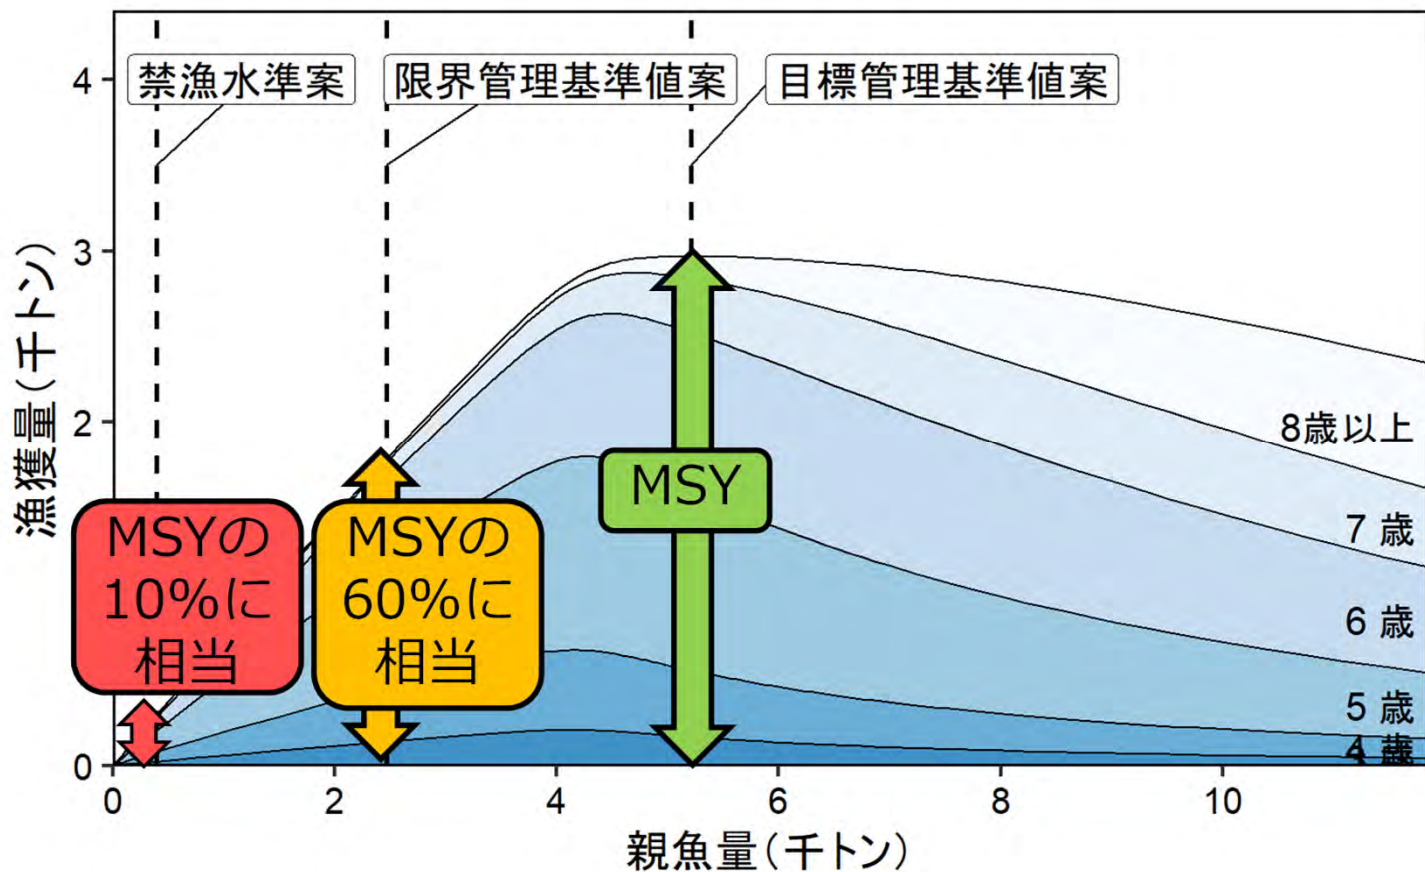 禁漁水準案
限界管理基準値案
目標管理基準値案
漁獲量(千トン)
4
3
2
0
MSYの
10%に
相当
MSYの
60%に
相当
MSY
8歳以上
7 歳
6 歳
5 歳
0
2
4
6
8
10
親魚量(千トン)